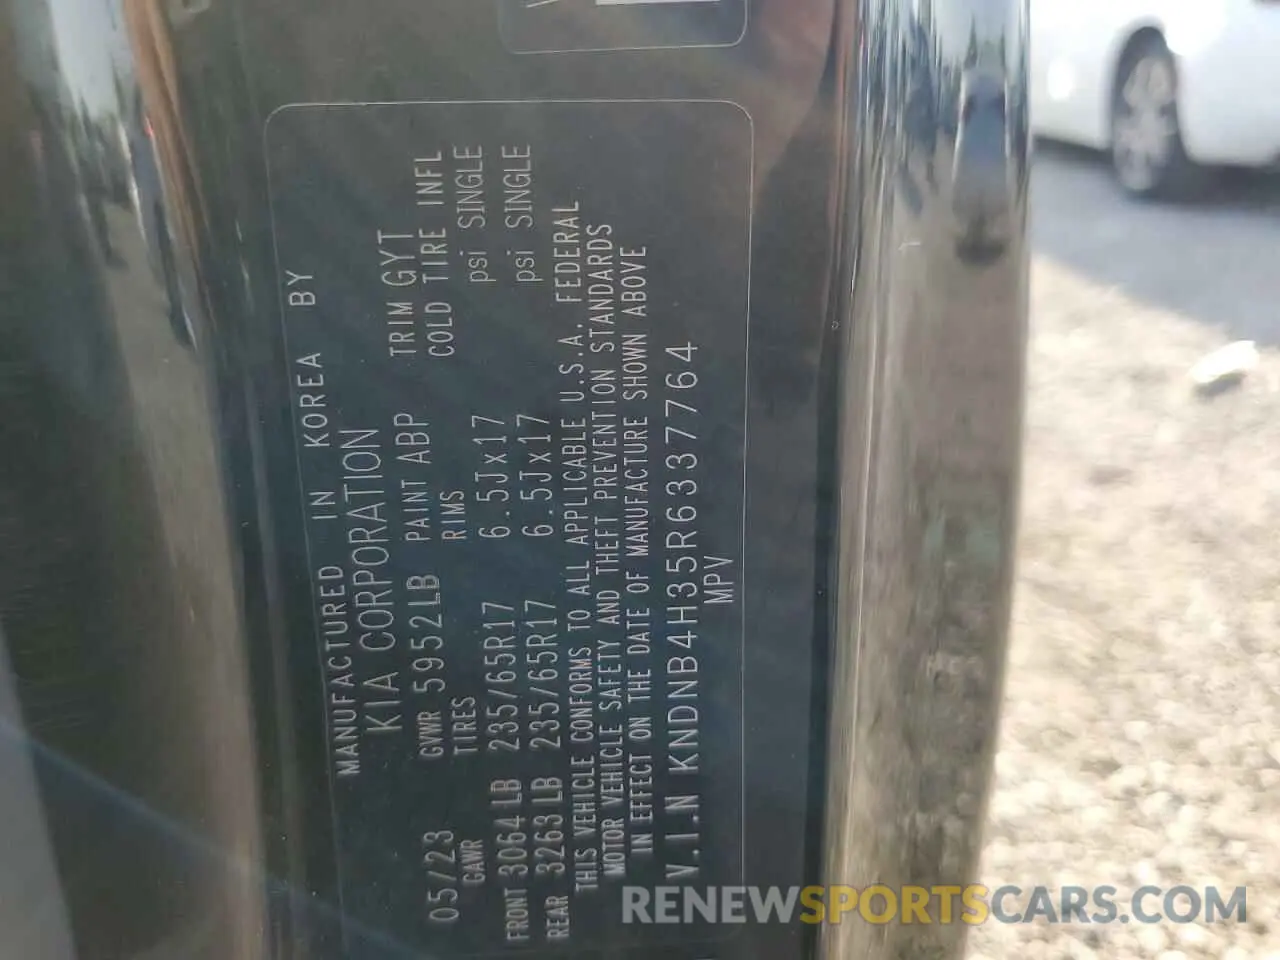 MANUFACTURED IN KOREA BY
KIA CORPORATION
05/23 GVWR 5952LB PAINT ABP TRIM GYT
GAWR TIRES RIMS COLD TIRE INFL
FRONT 3064LB 235/65R17 6.5Jx17 psi SINGLE
REAR 3263LB 235/65R17 6.5Jx17 psi SINGLE
THIS VEHICLE CONFORMS TO ALL APPLICABLE U.S.A. FEDERAL
MOTOR VEHICLE SAFETY AND THEFT PREVENTION STANDARDS
IN EFFECT ON THE DATE OF MANUFACTURE SHOWN ABOVE
V.I.N KNDNB4H35R6337764
MPV
RENEWSPORTSCARS.COM